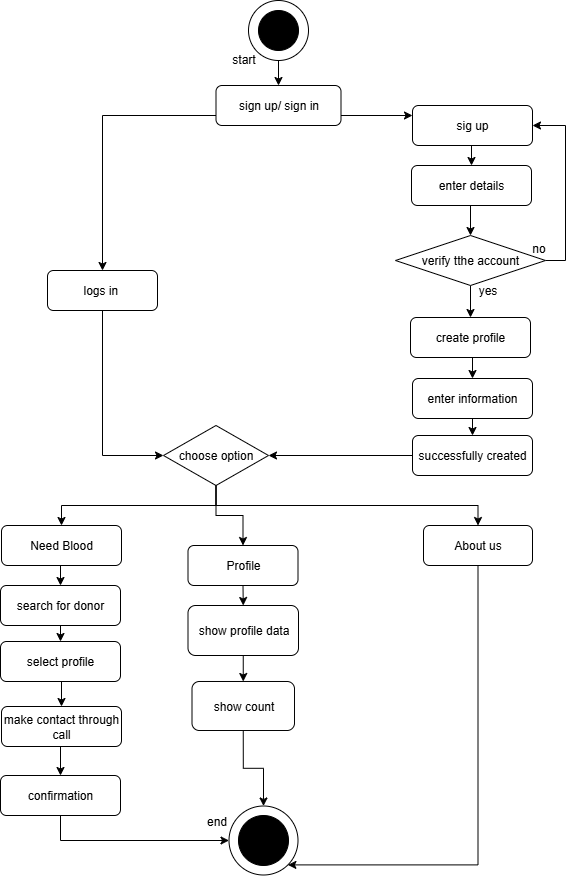 start
sign up/ sign in
sig up
enter details
verify tthe account
no
yes
logs in
create profile
enter information
choose option
successfully created
Need Blood
Profile
About us
search for donor
show profile data
select profile
show count
make contact through
call
confirmation
end